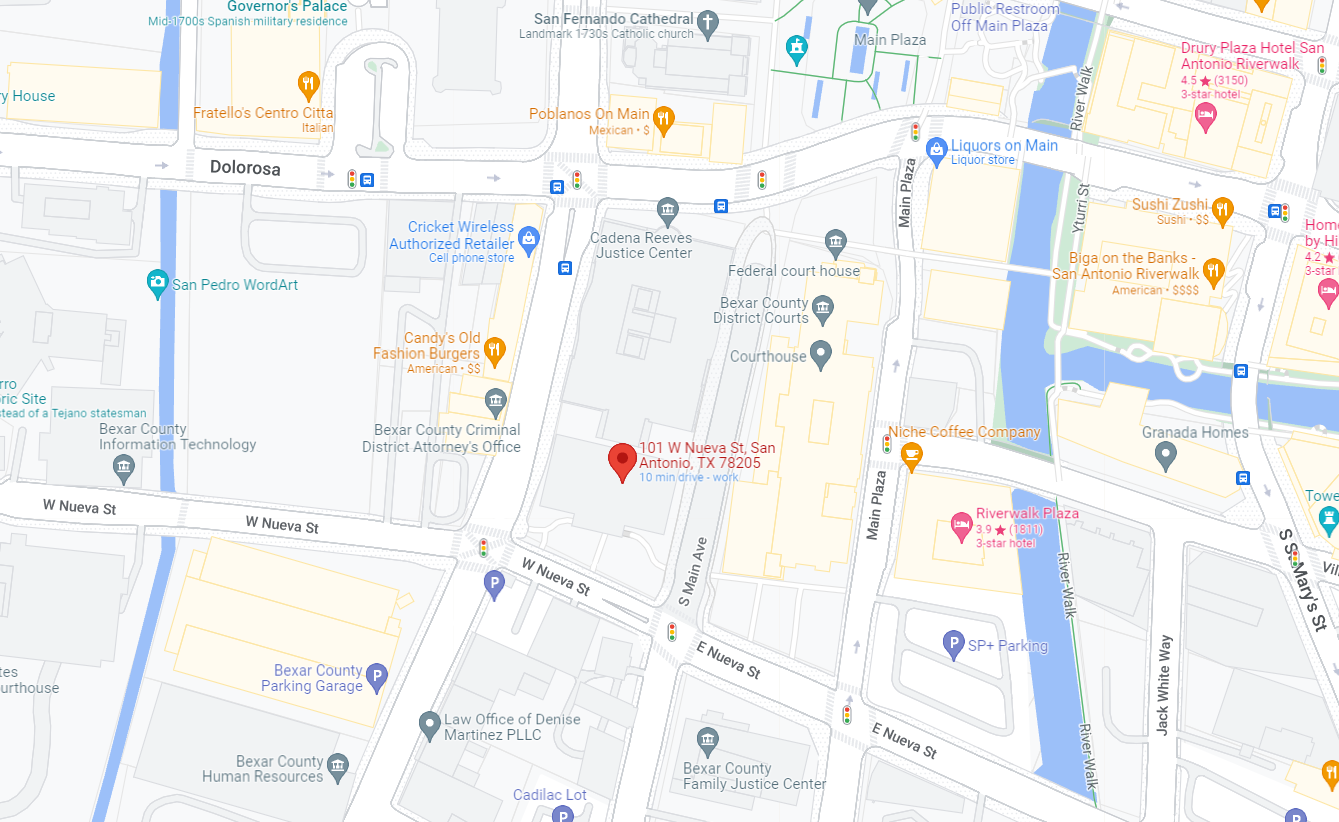 Governor's Palace
Mid-1700s Spanish military residence
San Fernando Cathedral
Landmark 1730s Catholic church
Public Restroom
Off Main Plaza
Main Plaza
Drury Plaza Hotel San
Antonio Riverwalk
4.5 ★ (3150)
3-star hotel
ry House
Fratello's Centro Citta
Italian
Poblanos On Main
Mexican • $
River Walk
Liquors on Main
Liquor store
Dolorosa
Main Plaza
Yturri St
Sushi Zushi
Sushi • $$
Cricket Wireless
Authorized Retailer
Cell phone store
Cadena Reeves
Justice Center
Federal court house
Home
by Hi
4.2 ★
3-star
Biga on the Banks -
San Antonio Riverwalk
American • $$$$
San Pedro WordArt
Bexar County
District Courts
Candy's Old
Fashion Burgers
American • $$
Courthouse
rro
ric Site
stead of a Tejano statesman
Bexar County
Information Technology
Bexar County Criminal
District Attorney's Office
101 W Nueva St, San
Antonio, TX 78205
10 min drive - work
Niche Coffee Company
Granada Homes
W Nueva St
W Nueva St
Main Plaza
Riverwalk Plaza
3.9 ★ (1811)
3-star hotel
Towe
W Nueva St
S Main Ave
River Walk
S St Mary's St
Vil
P
E Nueva St
P
SP+ Parking
Jack White Way
Bexar County
Parking Garage
P
tes
urthouse
Law Office of Denise
Martinez PLLC
E Nueva St
River Walk
Bexar County
Human Resources
Bexar County
Family Justice Center
Cadilac Lot
P
P